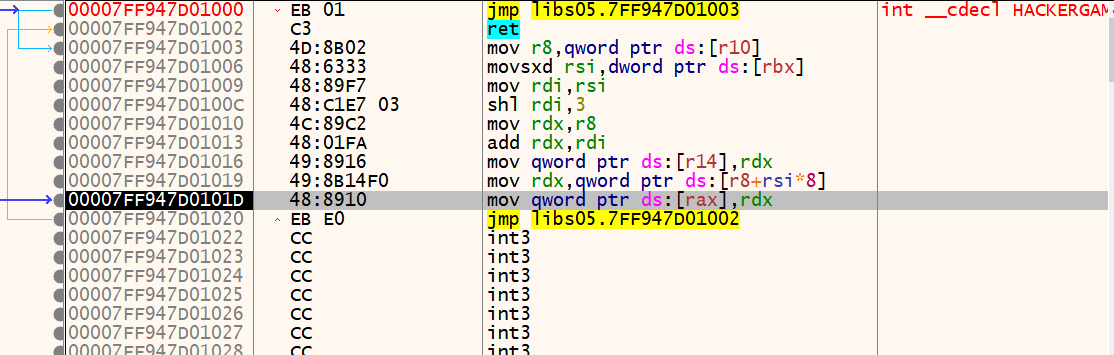 00007FF947D01000 EB 01 jmp libs05.7FF947D01003 int __cdecl HACKERGAM
00007FF947D01002 C3 ret
00007FF947D01003 4D:8B02 mov r8,qword ptr ds:[r10]
00007FF947D01006 48:6333 movsxd rsi,dword ptr ds:[rbx]
00007FF947D01009 48:89F7 mov rdi,rsi
00007FF947D0100C 48:C1E7 03 shl rdi,3
00007FF947D01010 4C:89C2 mov rdx,r8
00007FF947D01013 48:01FA add rdx,rdi
00007FF947D01016 49:8916 mov qword ptr ds:[r14],rdx
00007FF947D01019 49:8B14F0 mov rdx,qword ptr ds:[r8+rsi*8]
00007FF947D0101D 48:8910 mov qword ptr ds:[rax],rdx
00007FF947D01020 EB E0 jmp libs05.7FF947D01002
00007FF947D01022 CC int3
00007FF947D01023 CC int3
00007FF947D01024 CC int3
00007FF947D01025 CC int3
00007FF947D01026 CC int3
00007FF947D01027 CC int3
00007FF947D01028 CC int3